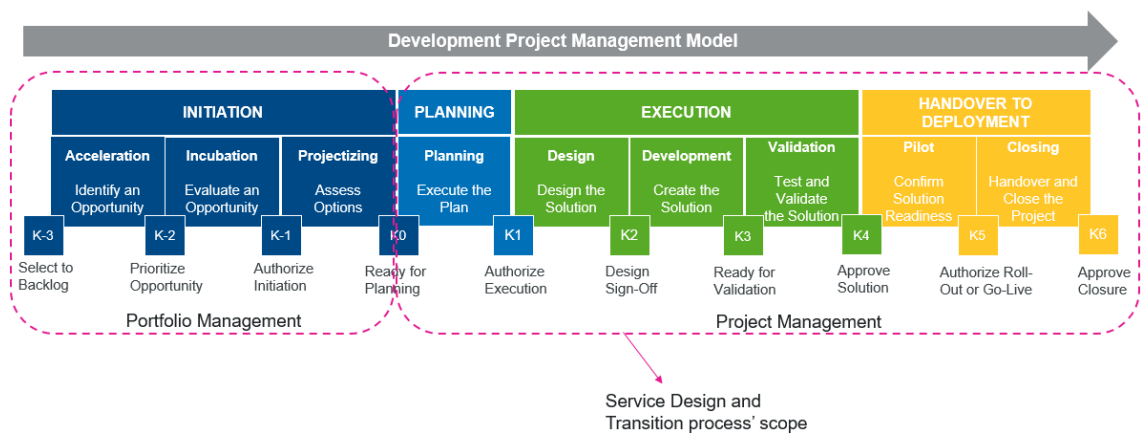 Development Project Management Model
INITIATION
PLANNING
EXECUTION
HANDOVER TO
DEPLOYMENT
Acceleration
Identify an
Opportunity
Incubation
Evaluate an
Opportunity
Projectizing
Assess
Options
Planning
Execute the
Plan
Design
Design the
Solution
Development
Create the
Solution
Validation
Test and
Validate
the Solution
Pilot
Confirm
Solution
Readiness
Closing
Handover and
Close the
Project
K-3
K-2
K-1
K0
K1
K2
K3
K4
K5
K6
Select to
Backlog
Prioritize
Opportunity
Authorize
Initiation
Ready for
Planning
Authorize
Execution
Design
Sign-Off
Ready for
Validation
Approve
Solution
Authorize Roll-
Out or Go-Live
Approve
Closure
Portfolio Management
Project Management
Service Design and
Transition process' scope